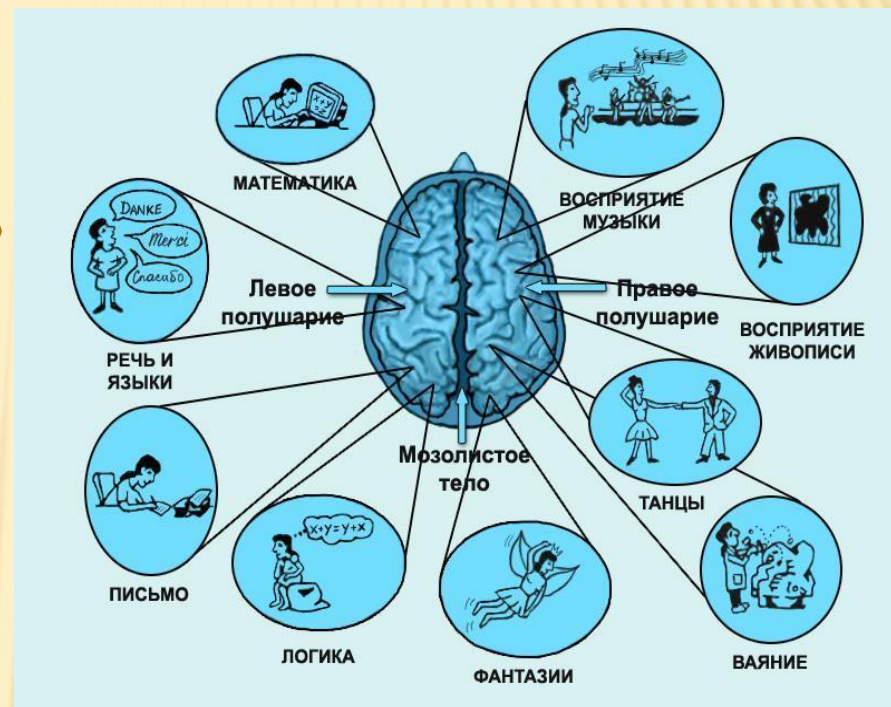 x+y
МАТЕМАТИКА
ВОСПРИЯТИЕ
МУЗЫКИ
DANKE
Merci
Спасибо
РЕЧЬ И
ЯЗЫКИ
Левое
полушарие
Правое
полушарие
ВОСПРИЯТИЕ
ЖИВОПИСИ
Мозолистое
тело
ТАНЦЫ
ПИСЬМО
x+y=y+x
ЛОГИКА
ФАНТАЗИИ
ВАЯНИЕ